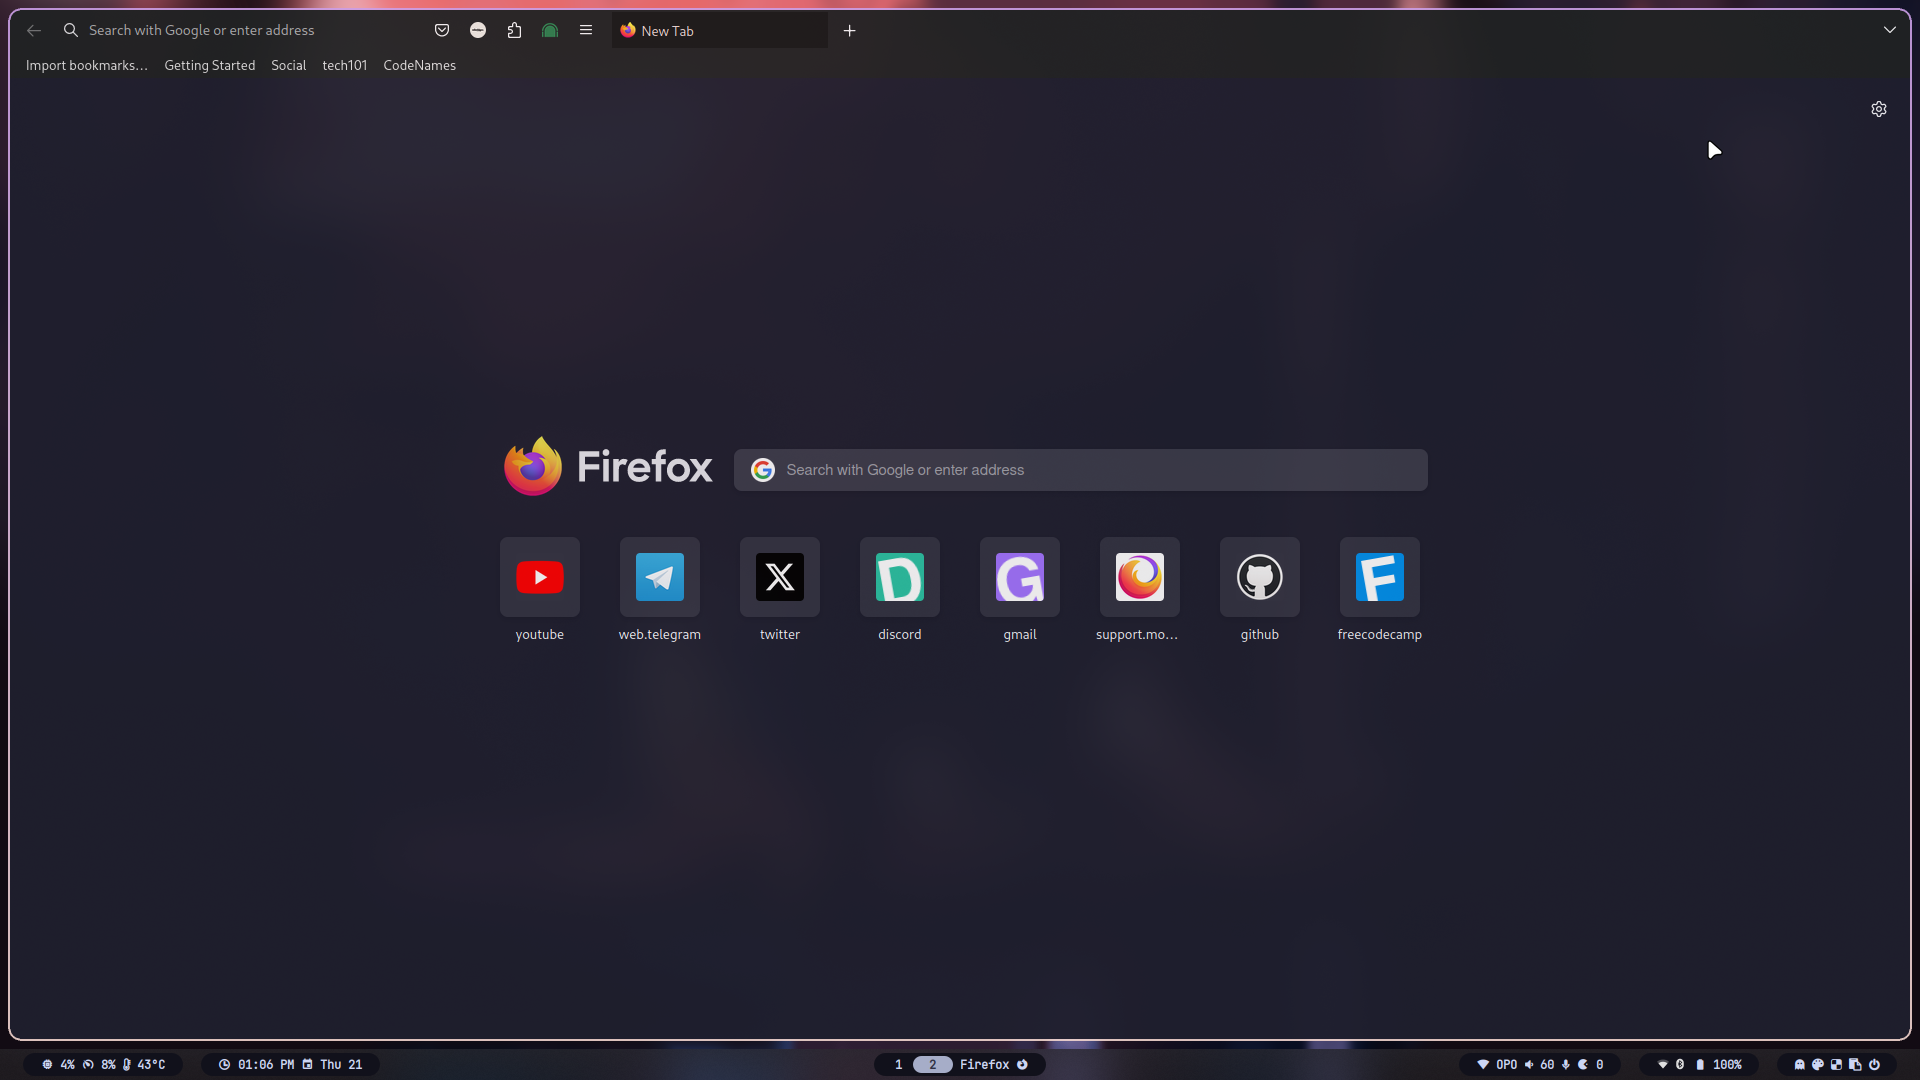 Search with Google or enter address
New Tab
Import bookmarks... Getting Started Social tech101 CodeNames
Firefox
Search with Google or enter address
youtube web.telegram twitter discord gmail support.mo... github freecodecamp
4% 8% 43°C 01:06 PM Thu 21 1 2 Firefox OPO 60 0 100%